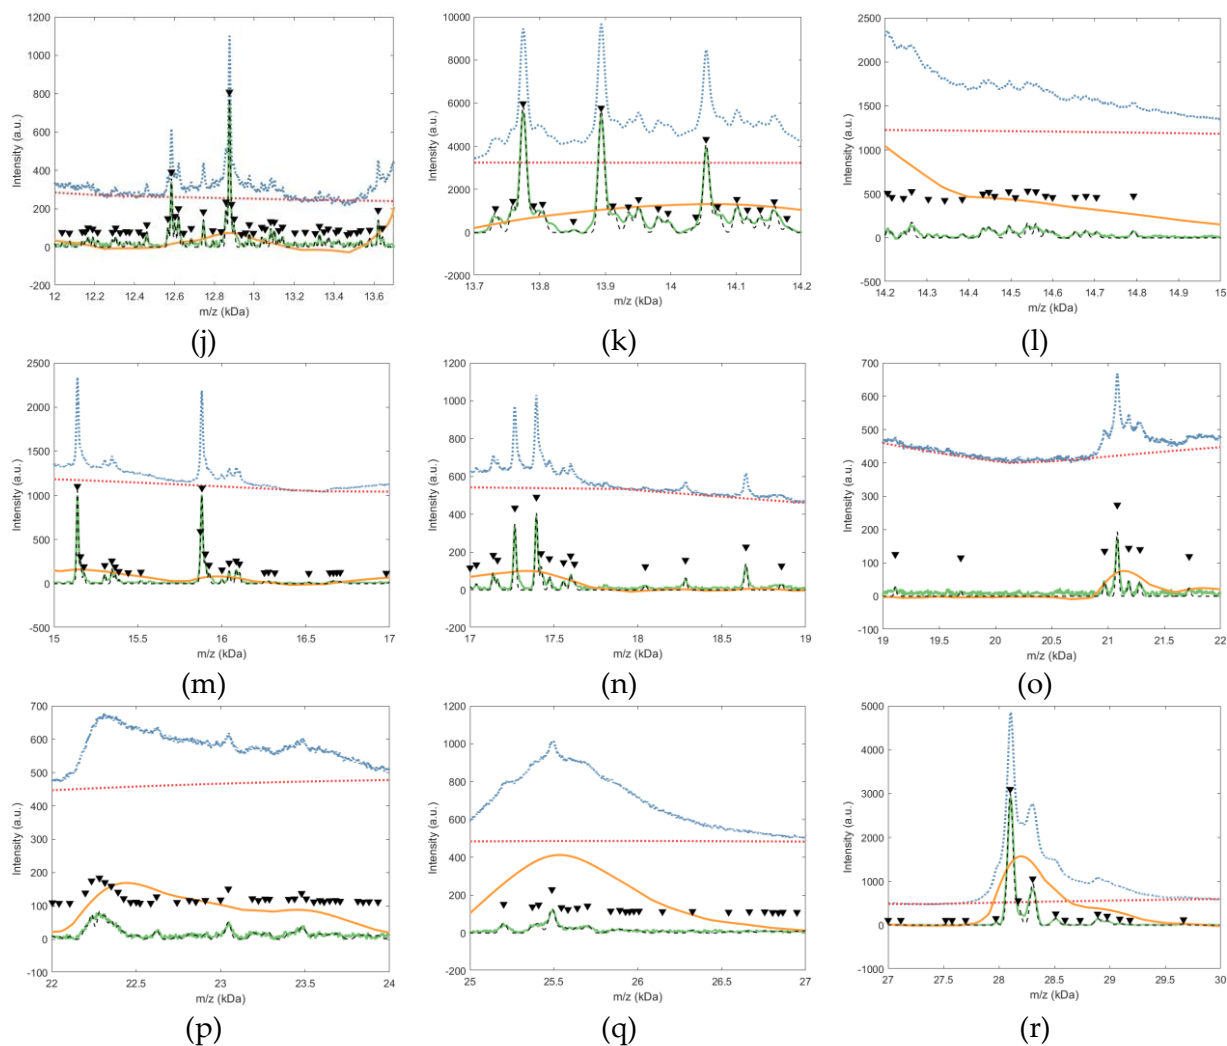 1200
1000
800
600
400
200
0
-200
Intensity (a.u.)
12 12.2 12.4 12.6 12.8 13 13.2 13.4 13.6
m/z (kDa)
(j)
10000
8000
6000
4000
2000
0
-2000
Intensity (a.u.)
13.7 13.8 13.9 14 14.1 14.2
m/z (kDa)
(k)
2500
2000
1500
1000
500
0
-500
Intensity (a.u.)
14.2 14.3 14.4 14.5 14.6 14.7 14.8 14.9 15
m/z (kDa)
(l)
2500
2000
1500
1000
500
0
-500
Intensity (a.u.)
15 15.5 16 16.5 17
m/z (kDa)
(m)
1200
1000
800
600
400
200
0
-200
Intensity (a.u.)
17 17.5 18 18.5 19
m/z (kDa)
(n)
700
600
500
400
300
200
100
0
-100
Intensity (a.u.)
19 19.5 20 20.5 21 21.5 22
m/z (kDa)
(o)
700
600
500
400
300
200
100
0
-100
Intensity (a.u.)
22 22.5 23 23.5 24
m/z (kDa)
(p)
1200
1000
800
600
400
200
0
-200
Intensity (a.u.)
25 25.5 26 26.5 27
m/z (kDa)
(q)
5000
4000
3000
2000
1000
0
-1000
Intensity (a.u.)
27 27.5 28 28.5 29 29.5 30
m/z (kDa)
(r)